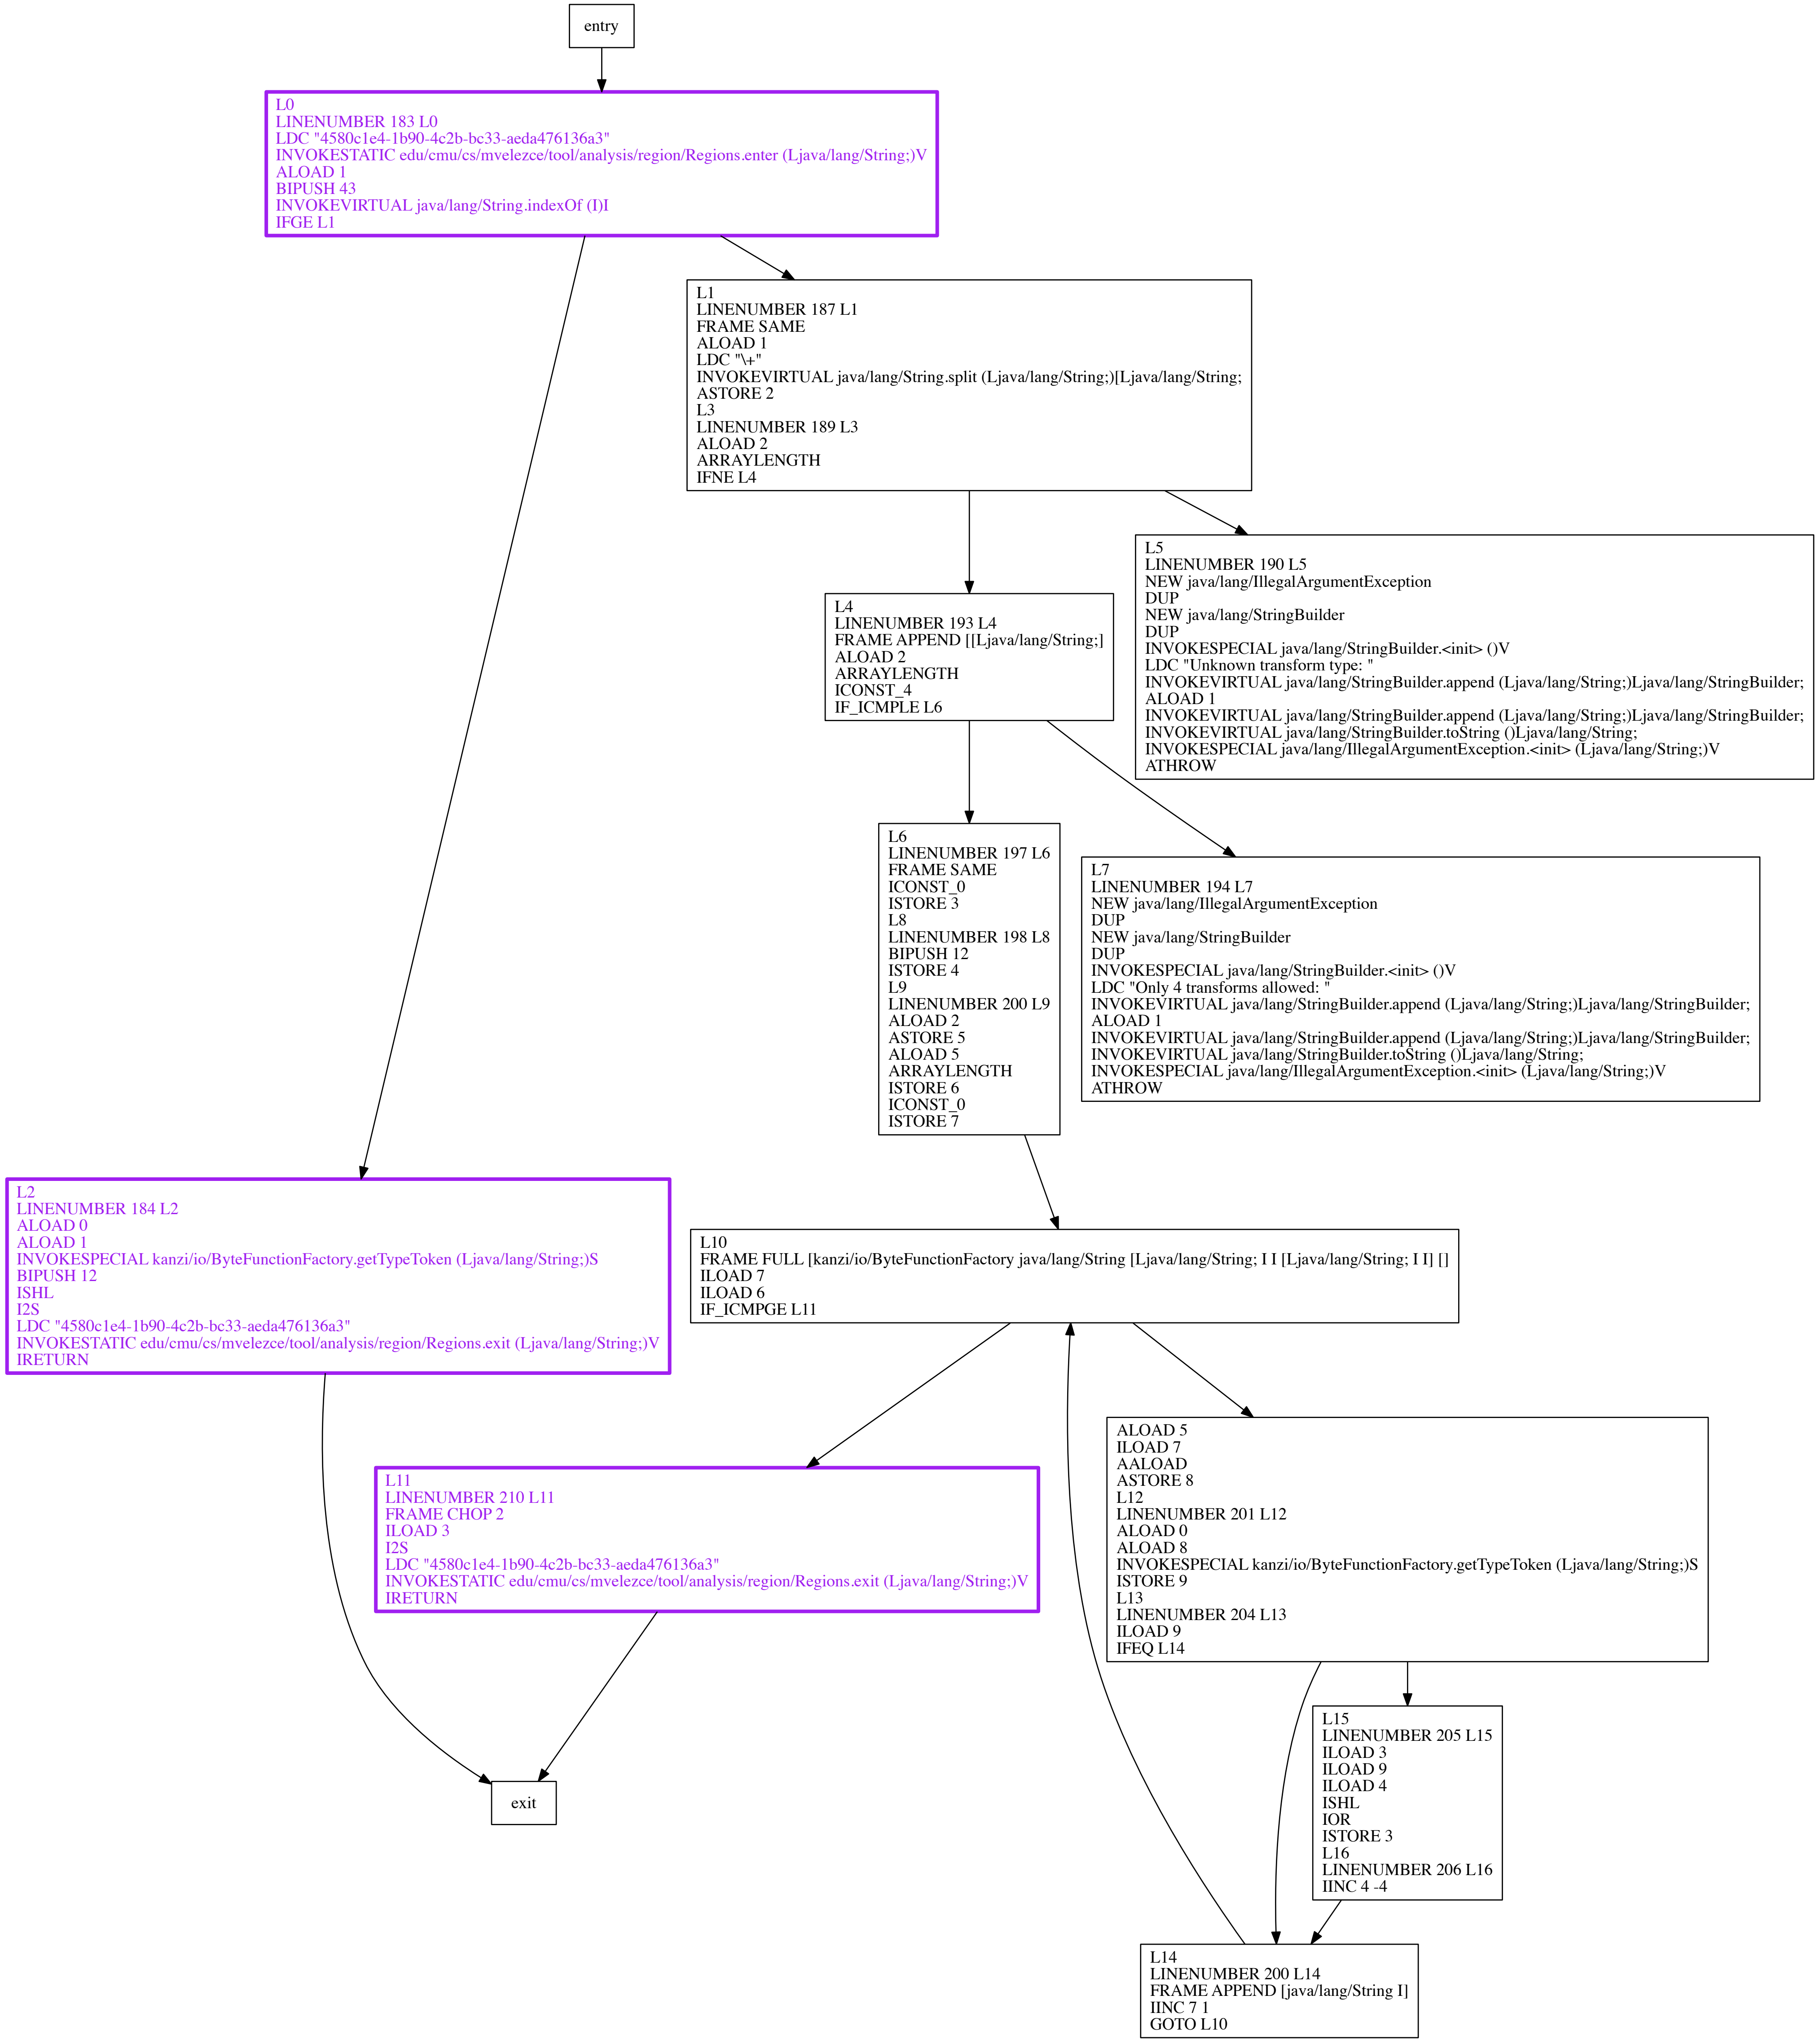 entry
L0
LINENUMBER 183 L0
LDC "4580c1e4-1b90-4c2b-bc33-aeda476136a3"
INVOKESTATIC edu/cmu/cs/mvelezce/tool/analysis/region/Regions.enter (Ljava/lang/String;)V
ALOAD 1
BIPUSH 43
INVOKEVIRTUAL java/lang/String.indexOf (I)I
IFGE L1
L1
LINENUMBER 187 L1
FRAME SAME
ALOAD 1
LDC "\+"
INVOKEVIRTUAL java/lang/String.split (Ljava/lang/String;)[Ljava/lang/String;
ASTORE 2
L3
LINENUMBER 189 L3
ALOAD 2
ARRAYLENGTH
IFNE L4
L5
LINENUMBER 190 L5
NEW java/lang/IllegalArgumentException
DUP
NEW java/lang/StringBuilder
DUP
INVOKESPECIAL java/lang/StringBuilder.<init> ()V
LDC "Unknown transform type: "
INVOKEVIRTUAL java/lang/StringBuilder.append (Ljava/lang/String;)Ljava/lang/StringBuilder;
ALOAD 1
INVOKEVIRTUAL java/lang/StringBuilder.append (Ljava/lang/String;)Ljava/lang/StringBuilder;
INVOKEVIRTUAL java/lang/StringBuilder.toString ()Ljava/lang/String;
INVOKESPECIAL java/lang/IllegalArgumentException.<init> (Ljava/lang/String;)V
ATHROW
L4
LINENUMBER 193 L4
FRAME APPEND [[Ljava/lang/String;]
ALOAD 2
ARRAYLENGTH
ICONST_4
IF_ICMPLE L6
L6
LINENUMBER 197 L6
FRAME SAME
ICONST_0
ISTORE 3
L8
LINENUMBER 198 L8
BIPUSH 12
ISTORE 4
L9
LINENUMBER 200 L9
ALOAD 2
ASTORE 5
ALOAD 5
ARRAYLENGTH
ISTORE 6
ICONST_0
ISTORE 7
L7
LINENUMBER 194 L7
NEW java/lang/IllegalArgumentException
DUP
NEW java/lang/StringBuilder
DUP
INVOKESPECIAL java/lang/StringBuilder.<init> ()V
LDC "Only 4 transforms allowed: "
INVOKEVIRTUAL java/lang/StringBuilder.append (Ljava/lang/String;)Ljava/lang/StringBuilder;
ALOAD 1
INVOKEVIRTUAL java/lang/StringBuilder.append (Ljava/lang/String;)Ljava/lang/StringBuilder;
INVOKEVIRTUAL java/lang/StringBuilder.toString ()Ljava/lang/String;
INVOKESPECIAL java/lang/IllegalArgumentException.<init> (Ljava/lang/String;)V
ATHROW
L2
LINENUMBER 184 L2
ALOAD 0
ALOAD 1
INVOKESPECIAL kanzi/io/ByteFunctionFactory.getTypeToken (Ljava/lang/String;)S
BIPUSH 12
ISHL
I2S
LDC "4580c1e4-1b90-4c2b-bc33-aeda476136a3"
INVOKESTATIC edu/cmu/cs/mvelezce/tool/analysis/region/Regions.exit (Ljava/lang/String;)V
IRETURN
L10
FRAME FULL [kanzi/io/ByteFunctionFactory java/lang/String [Ljava/lang/String; I I [Ljava/lang/String; I I] []
ILOAD 7
ILOAD 6
IF_ICMPGE L11
L11
LINENUMBER 210 L11
FRAME CHOP 2
ILOAD 3
I2S
LDC "4580c1e4-1b90-4c2b-bc33-aeda476136a3"
INVOKESTATIC edu/cmu/cs/mvelezce/tool/analysis/region/Regions.exit (Ljava/lang/String;)V
IRETURN
ALOAD 5
ILOAD 7
AALOAD
ASTORE 8
L12
LINENUMBER 201 L12
ALOAD 0
ALOAD 8
INVOKESPECIAL kanzi/io/ByteFunctionFactory.getTypeToken (Ljava/lang/String;)S
ISTORE 9
L13
LINENUMBER 204 L13
ILOAD 9
IFEQ L14
L15
LINENUMBER 205 L15
ILOAD 3
ILOAD 9
ILOAD 4
ISHL
IOR
ISTORE 3
L16
LINENUMBER 206 L16
IINC 4 -4
exit
L14
LINENUMBER 200 L14
FRAME APPEND [java/lang/String I]
IINC 7 1
GOTO L10